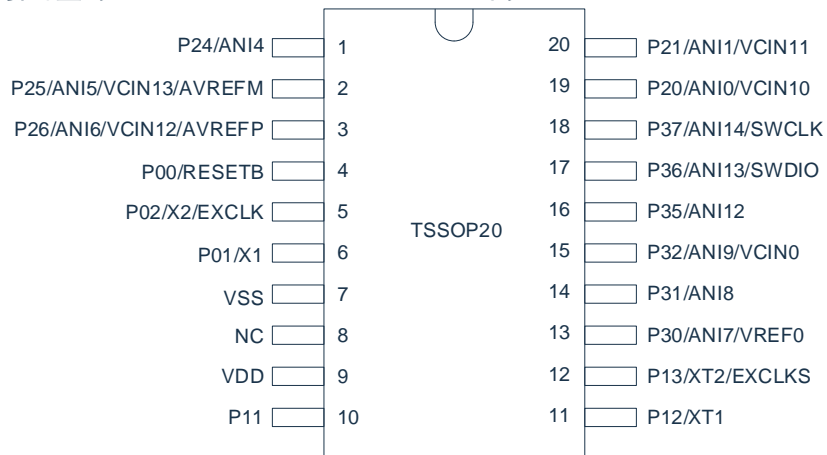 P24/ANI4 1 20 P21/ANI1/VCIN11
P25/ANI5/VCIN13/AVREFM 2 19 P20/ANI0/VCIN10
P26/ANI6/VCIN12/AVREFP 3 18 P37/ANI14/SWCLK
P00/RESETB 4 17 P36/ANI13/SWDIO
P02/X2/EXCLK 5 16 P35/ANI12
TSSOP20
P01/X1 6 15 P32/ANI9/VCIN0
VSS 7 14 P31/ANI8
NC 8 13 P30/ANI7/VREF0
VDD 9 12 P13/XT2/EXCLKS
P11 10 11 P12/XT1